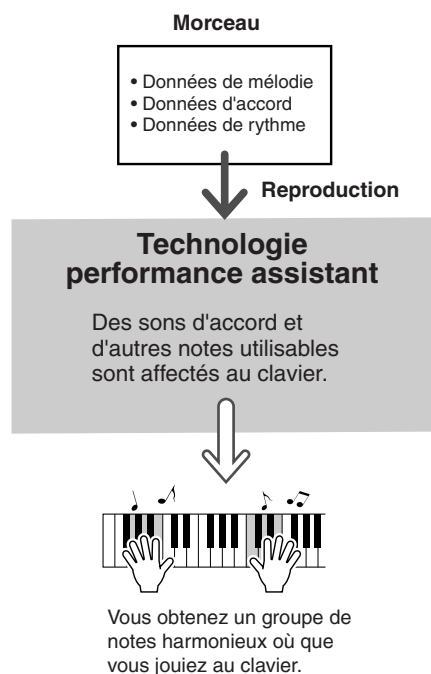 Morceau
• Données de mélodie
• Données d'accord
• Données de rythme
Reproduction
Technologie
performance assistant
Des sons d'accord et
d'autres notes utilisables
sont affectés au clavier.
Vous obtenez un groupe de
notes harmonieux où que
vous jouiez au clavier.